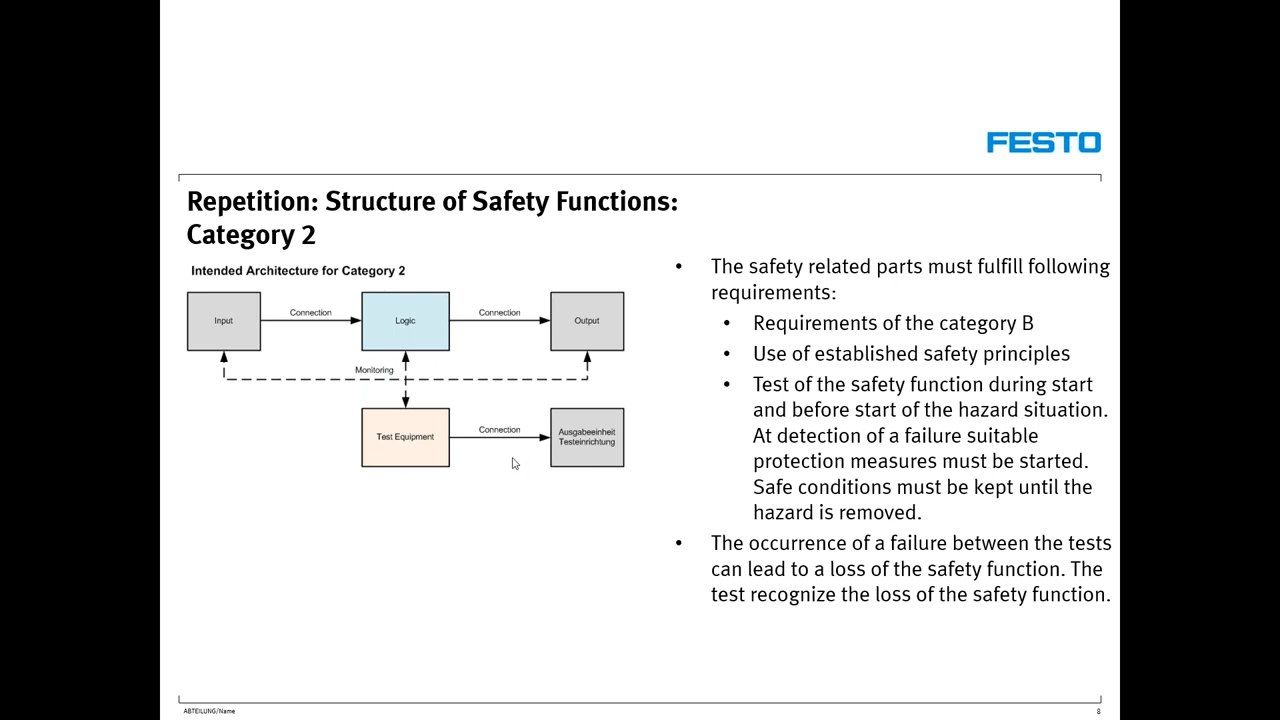 FESTO
Repetition: Structure of Safety Functions:
Category 2
Intended Architecture for Category 2
Input
Connection
Logic
Connection
Output
Monitoring
Test Equipment
Connection
Ausgabeeinheit
Testeinrichtung
• The safety related parts must fulfill following
requirements:
• Requirements of the category B
• Use of established safety principles
• Test of the safety function during start
and before start of the hazard situation.
At detection of a failure suitable
protection measures must be started.
Safe conditions must be kept until the
hazard is removed.
• The occurrence of a failure between the tests
can lead to a loss of the safety function. The
test recognize the loss of the safety function.
ABTEILUNG/Name
8